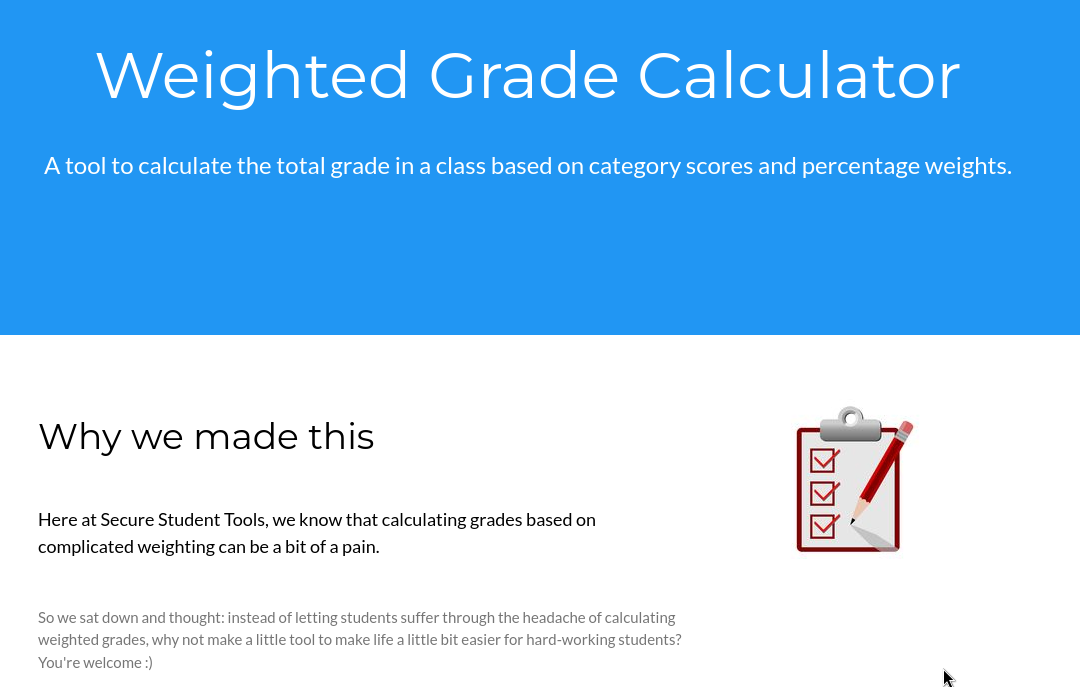 Weighted Grade Calculator
A tool to calculate the total grade in a class based on category scores and percentage weights.
Why we made this
Here at Secure Student Tools, we know that calculating grades based on
complicated weighting can be a bit of a pain.
So we sat down and thought: instead of letting students suffer through the headache of calculating
weighted grades, why not make a little tool to make life a little bit easier for hard-working students?
You're welcome :)